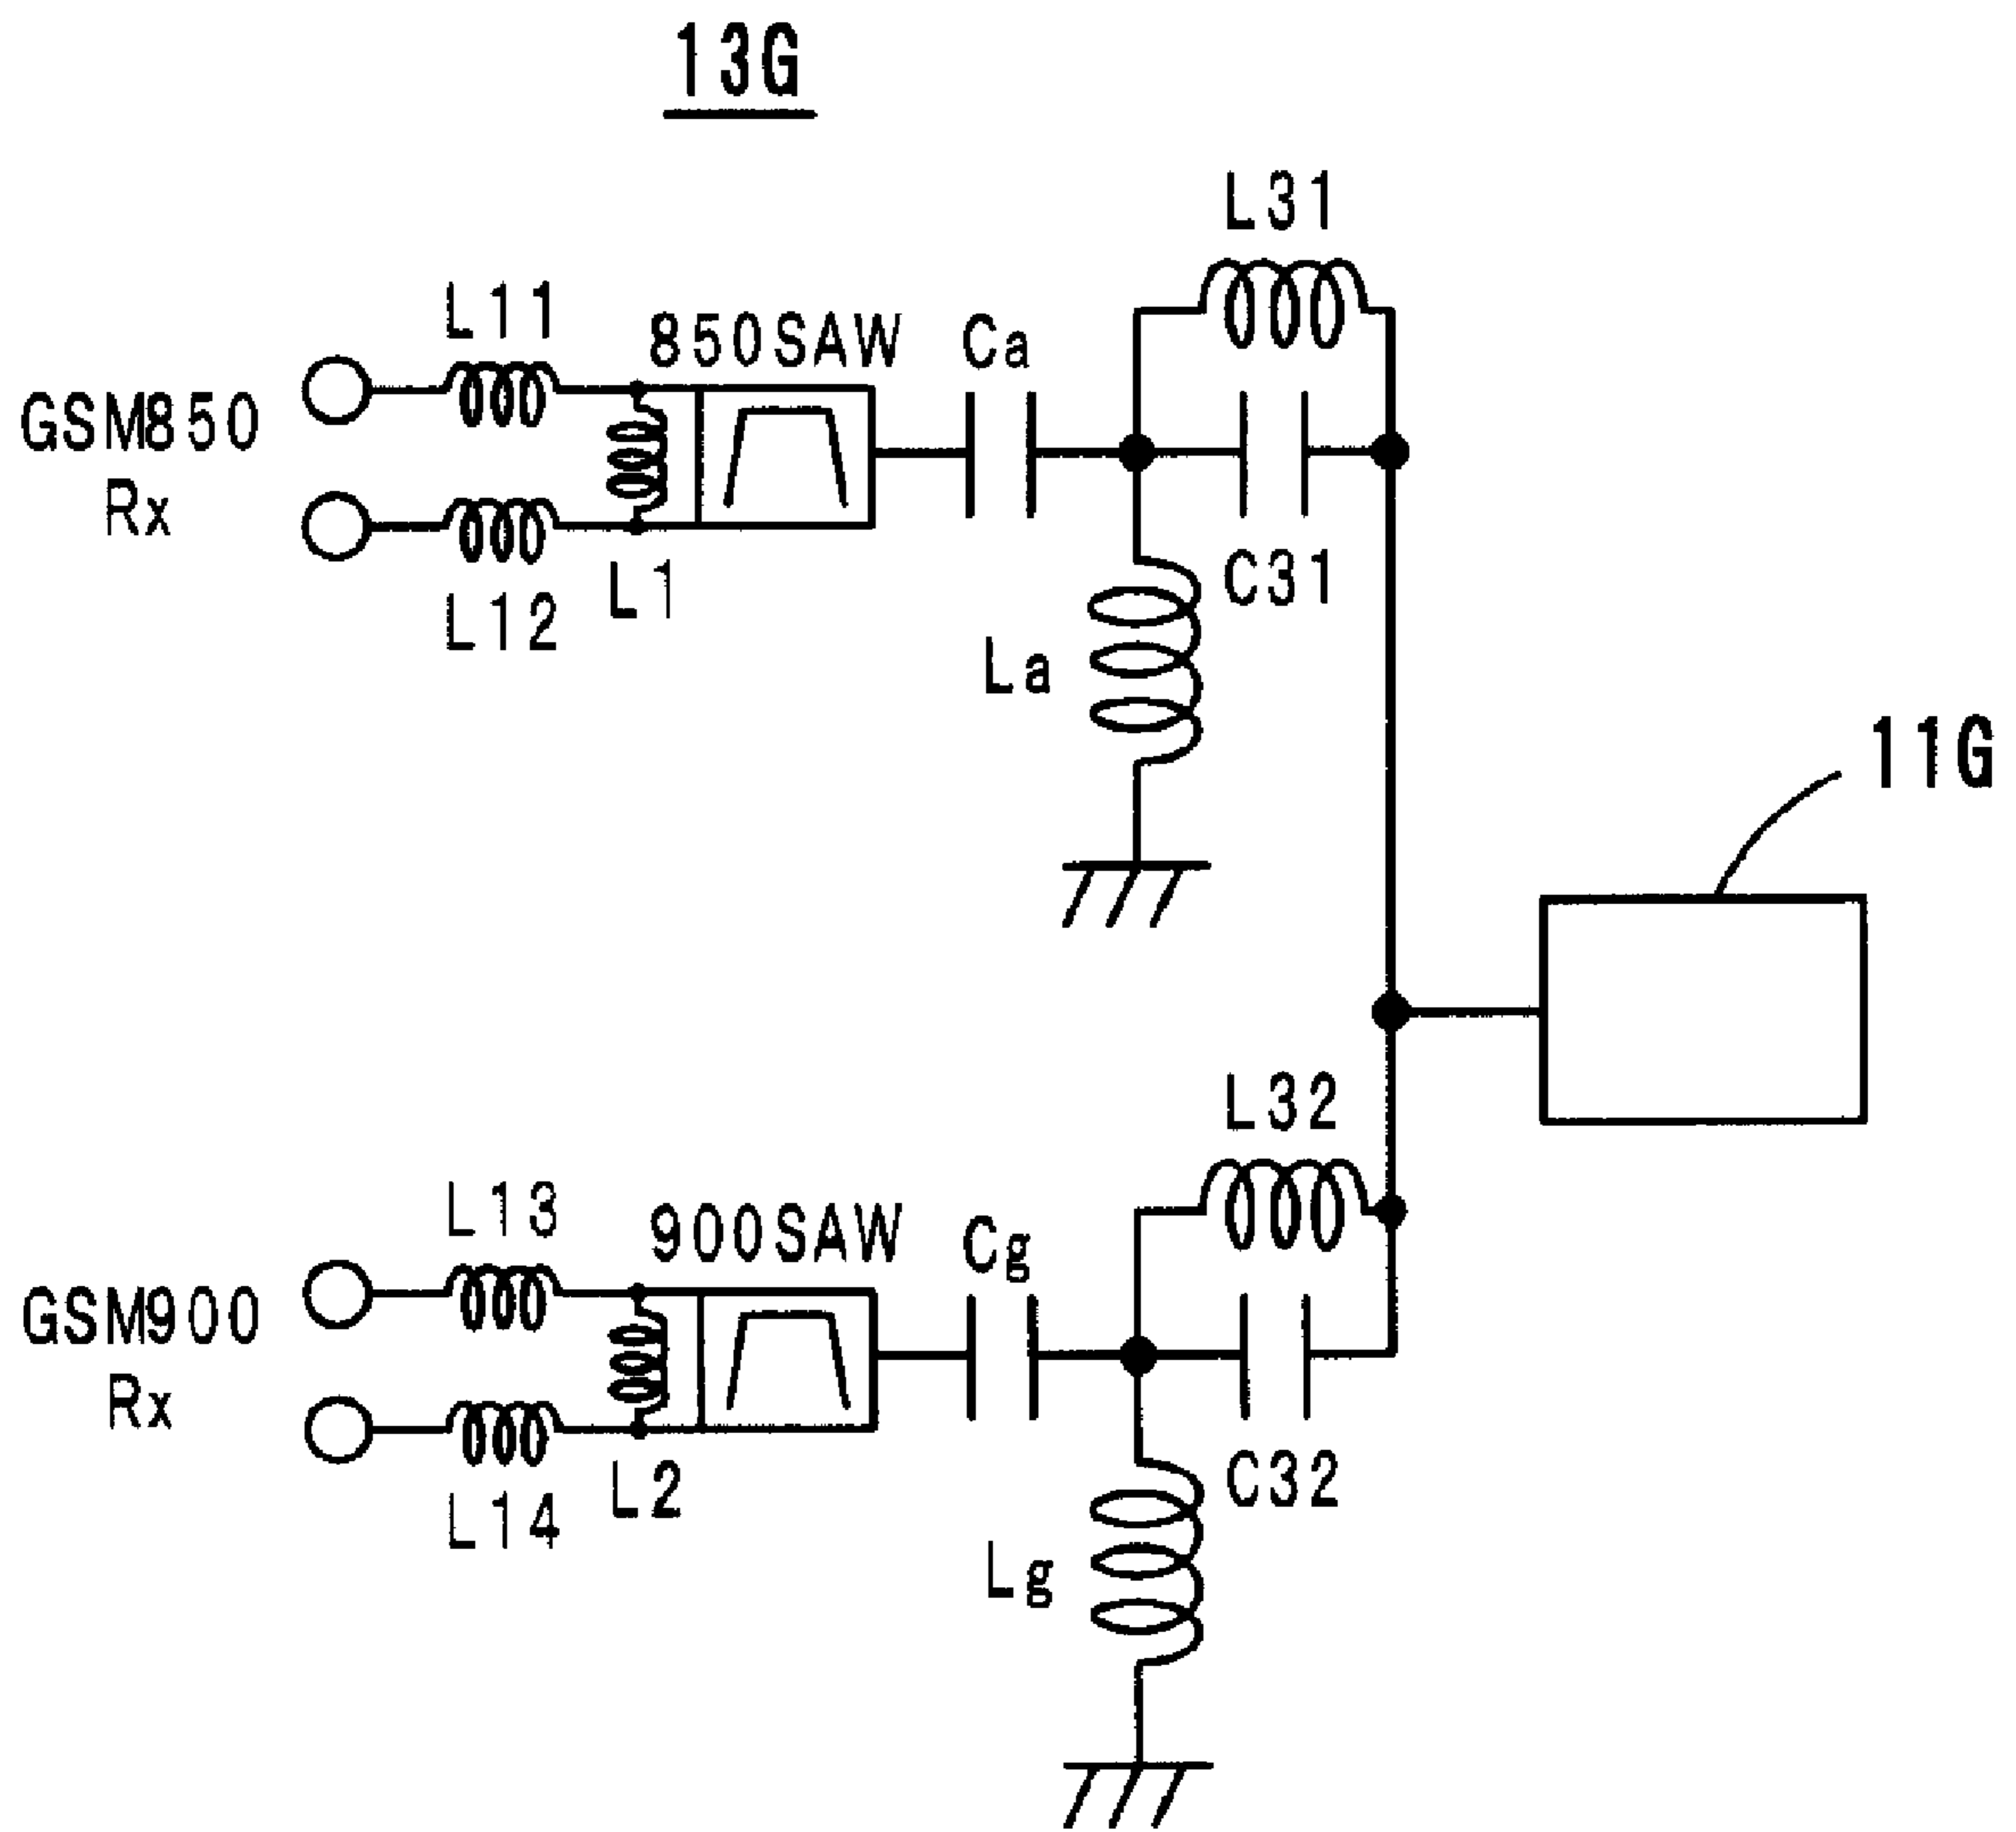 13G
L31
L11
850SAW
Ca
GSM850
Rx
C31
L1
L12
La
11G
L32
L13
900SAW
Cg
GSM900
Rx
L2
C32
L14
Lg